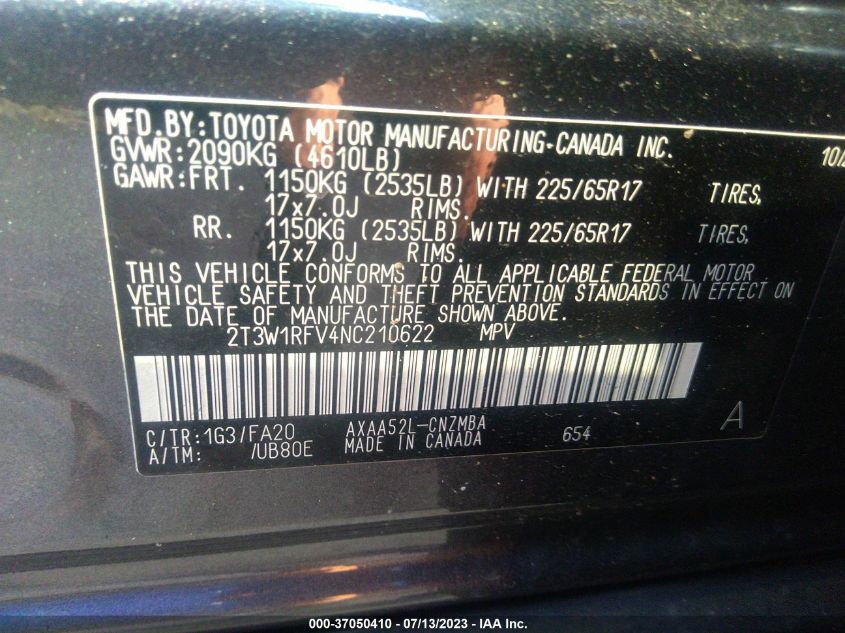 MFD.BY:TOYOTA MOTOR MANUFACTURING-CANADA INC. 10/2
GVWR:2090KG (4610LB)
GAWR:FRT. 1150KG (2535LB) WITH 225/65R17 TIRES,
17x7.0J RIMS.
RR. 1150KG (2535LB) WITH 225/65R17 TIRES,
17x7.0J RIMS.
THIS VEHICLE CONFORMS TO ALL APPLICABLE FEDERAL MOTOR
VEHICLE SAFETY AND THEFT PREVENTION STANDARDS IN EFFECT ON
THE DATE OF MANUFACTURE SHOWN ABOVE.
2T3W1RFV4NC210622 MPV
C/TR:1G3/FA20 AXAA52L-CNZMBA 654 A
A/TM: /UB80E MADE IN CANADA
000-37050410 - 07/13/2023 - IAA Inc.